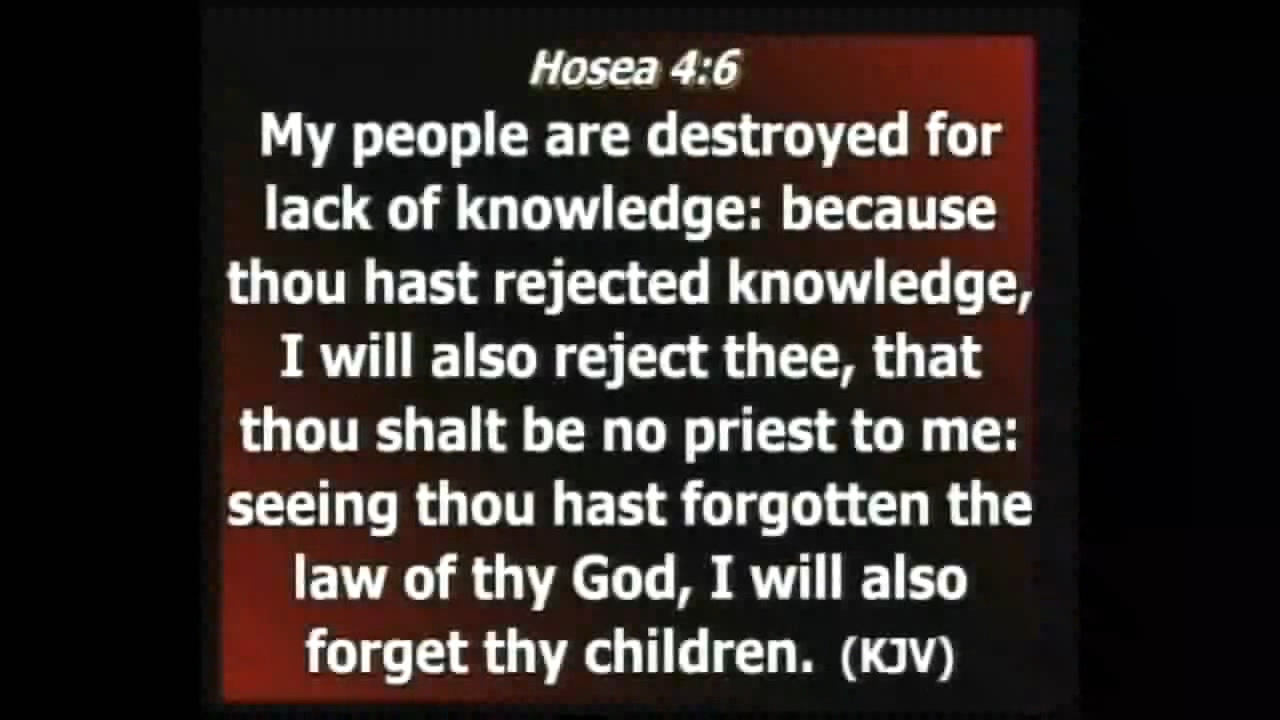 Hosea 4:6
My people are destroyed for
lack of knowledge: because
thou hast rejected knowledge,
I will also reject thee, that
thou shalt be no priest to me:
seeing thou hast forgotten the
law of thy God, I will also
forget thy children. (KJV)